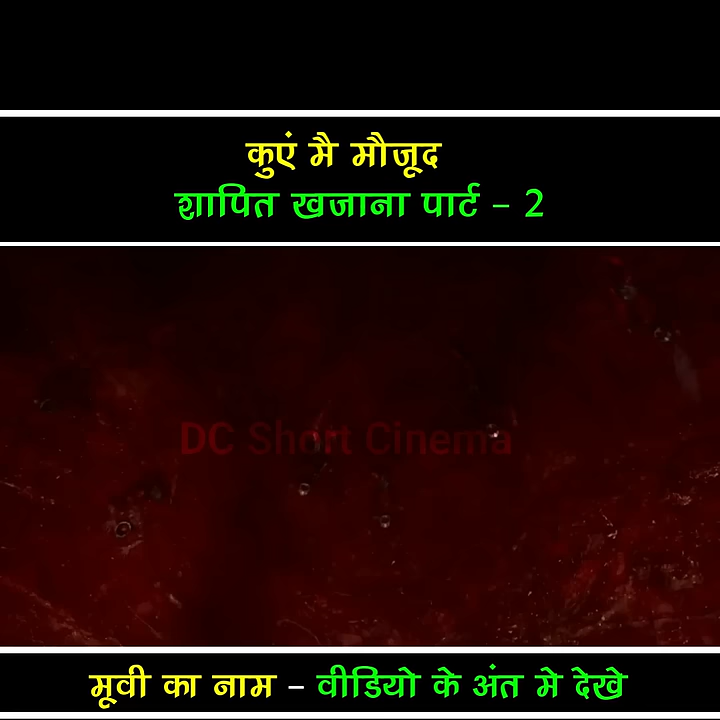 कुएं मै मौजूद
शापित खजाना पार्ट - 2
DC Short Cinema
मूवी का नाम - वीडियो के अंत मे देखे